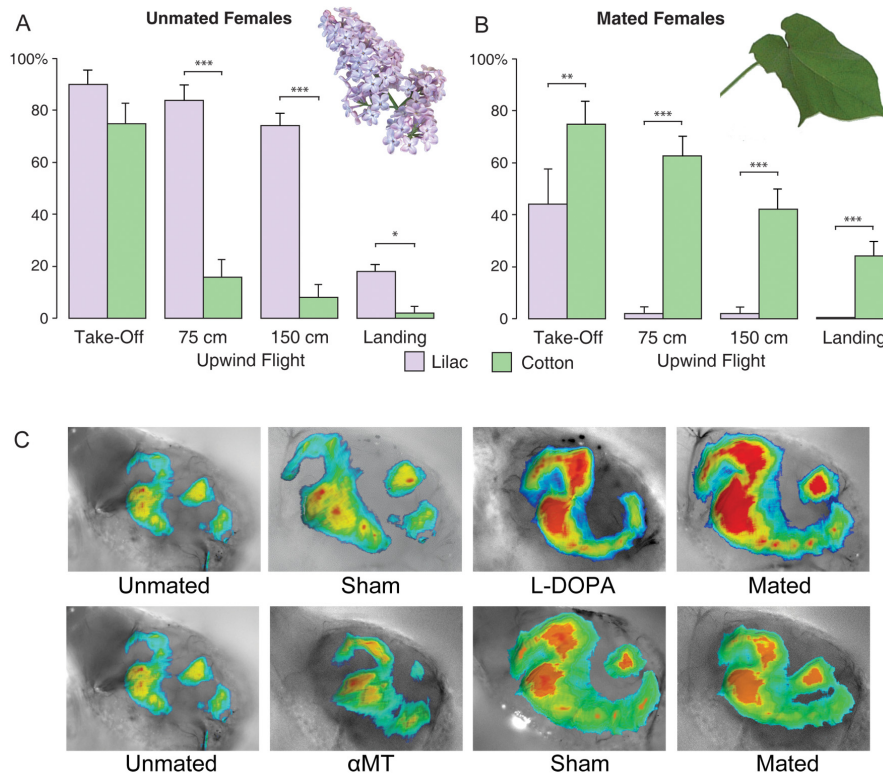 A
Unmated Females
100%
80
60
40
20
0
***
***
*
Take-Off
75 cm
150 cm
Landing
Upwind Flight
B
Mated Females
100%
80
60
40
20
0
**
***
***
***
Take-Off
75 cm
150 cm
Landing
Upwind Flight
Lilac
Cotton
C
Unmated
Sham
L-DOPA
Mated
Unmated
αMT
Sham
Mated